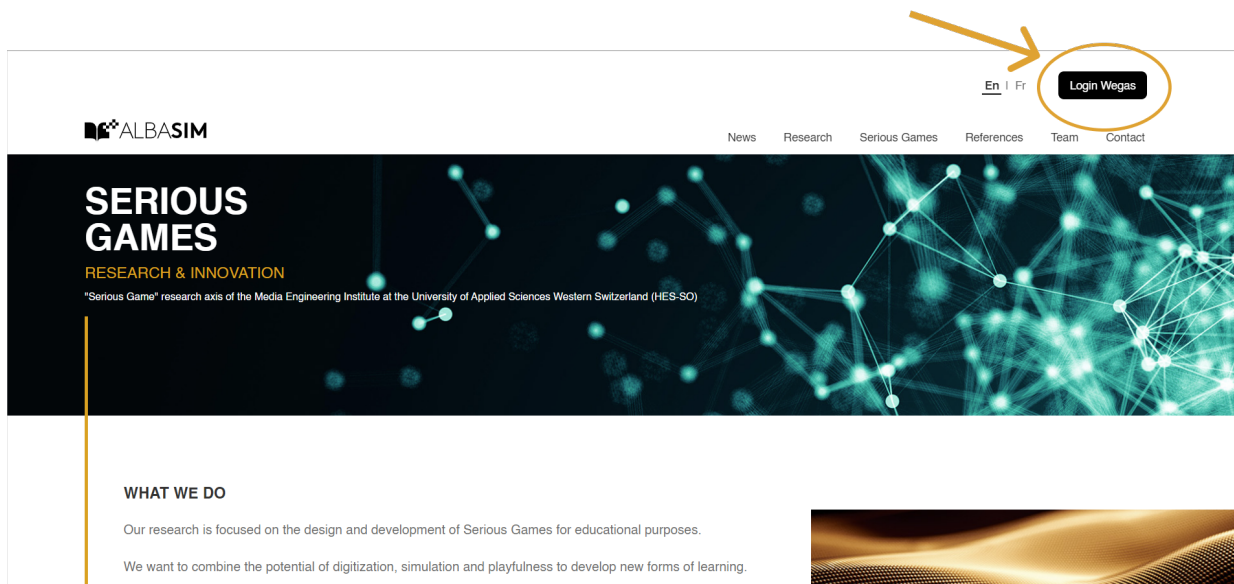 En | Fr
Login Wegas
ALBASIM
News Research Serious Games References Team Contact
SERIOUS
GAMES
RESEARCH & INNOVATION
"Serious Game" research axis of the Media Engineering Institute at the University of Applied Sciences Western Switzerland (HES-SO)
WHAT WE DO
Our research is focused on the design and development of Serious Games for educational purposes.
We want to combine the potential of digitization, simulation and playfulness to develop new forms of learning.